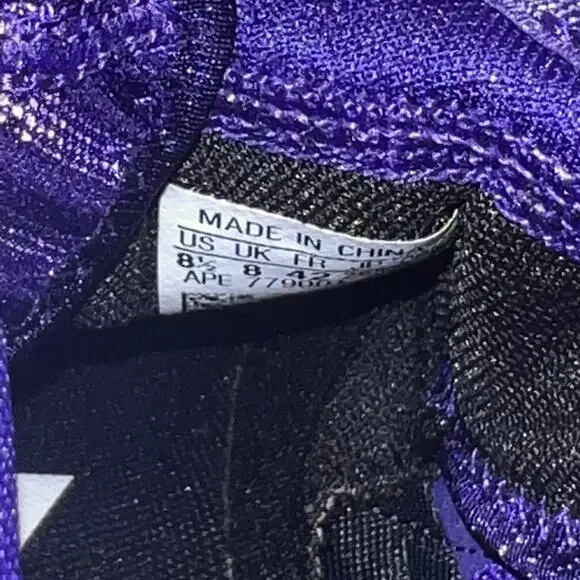 MADE IN CHINA
US UK FR
8½ 8 42
APE 77900